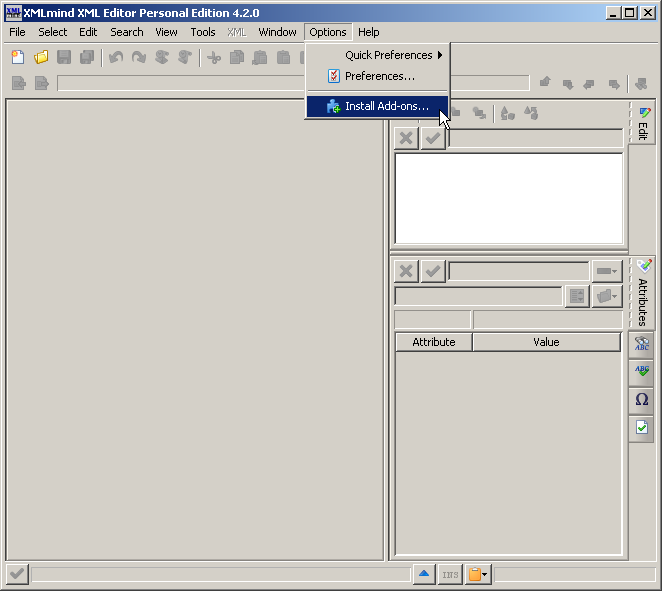 XMLmind XML Editor Personal Edition 4.2.0
File Select Edit Search View Tools XML Window Options Help
Quick Preferences
Preferences...
Install Add-ons...
Edit
Attributes
Attribute Value
ABC
ABC
Ω
INS